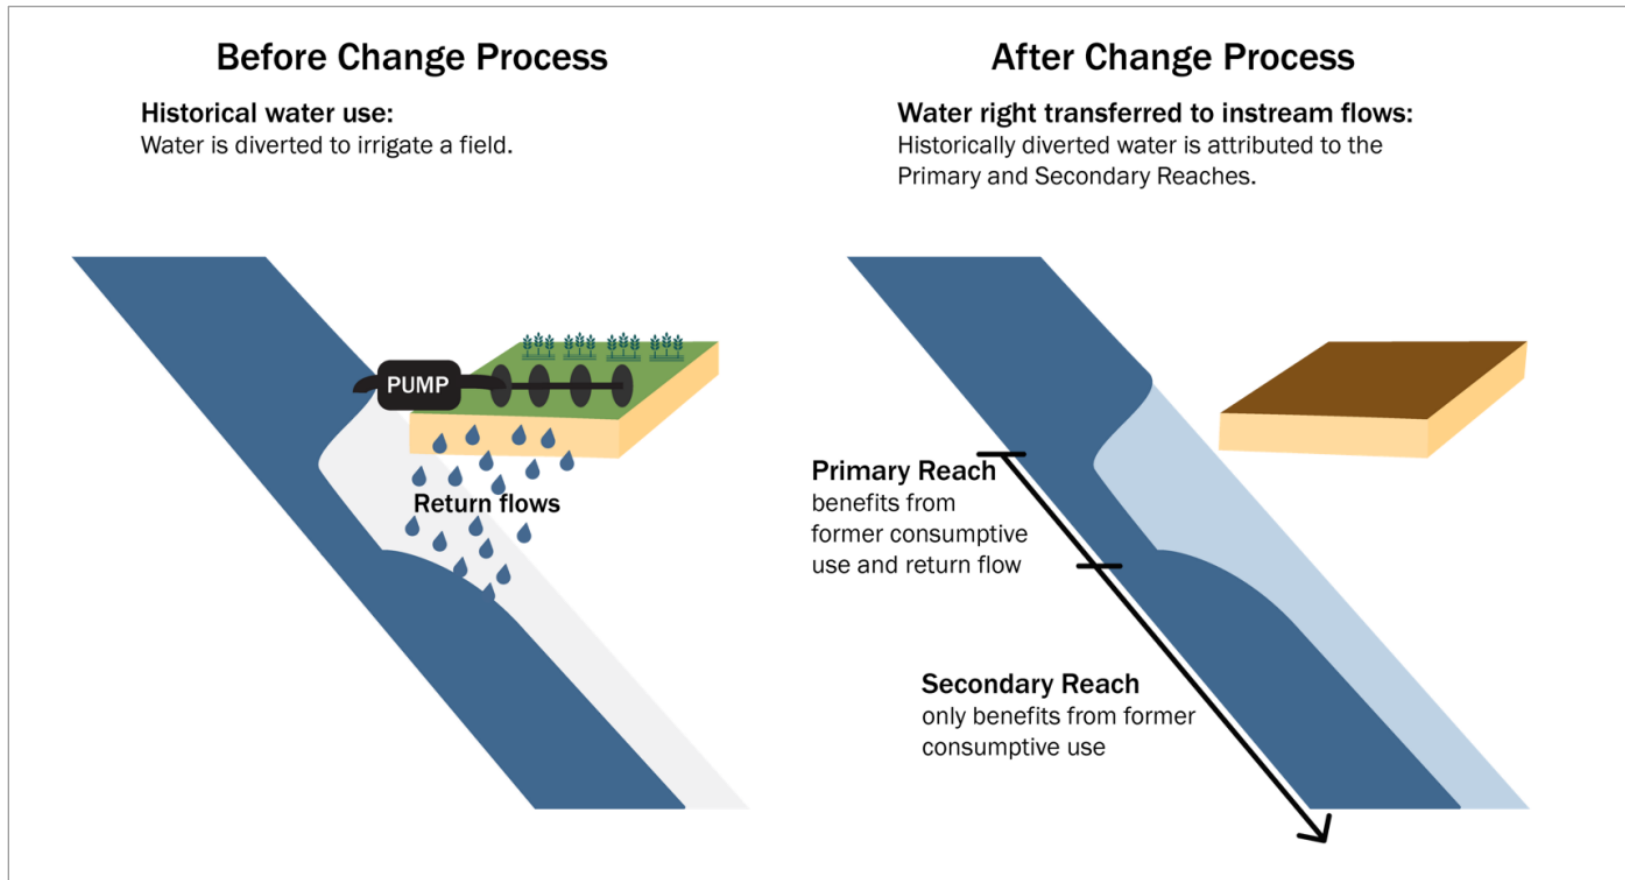 Before Change Process
Historical water use:
Water is diverted to irrigate a field.
PUMP
Return flows
After Change Process
Water right transferred to instream flows:
Historically diverted water is attributed to the
Primary and Secondary Reaches.
Primary Reach
benefits from
former consumptive
use and return flow
Secondary Reach
only benefits from former
consumptive use